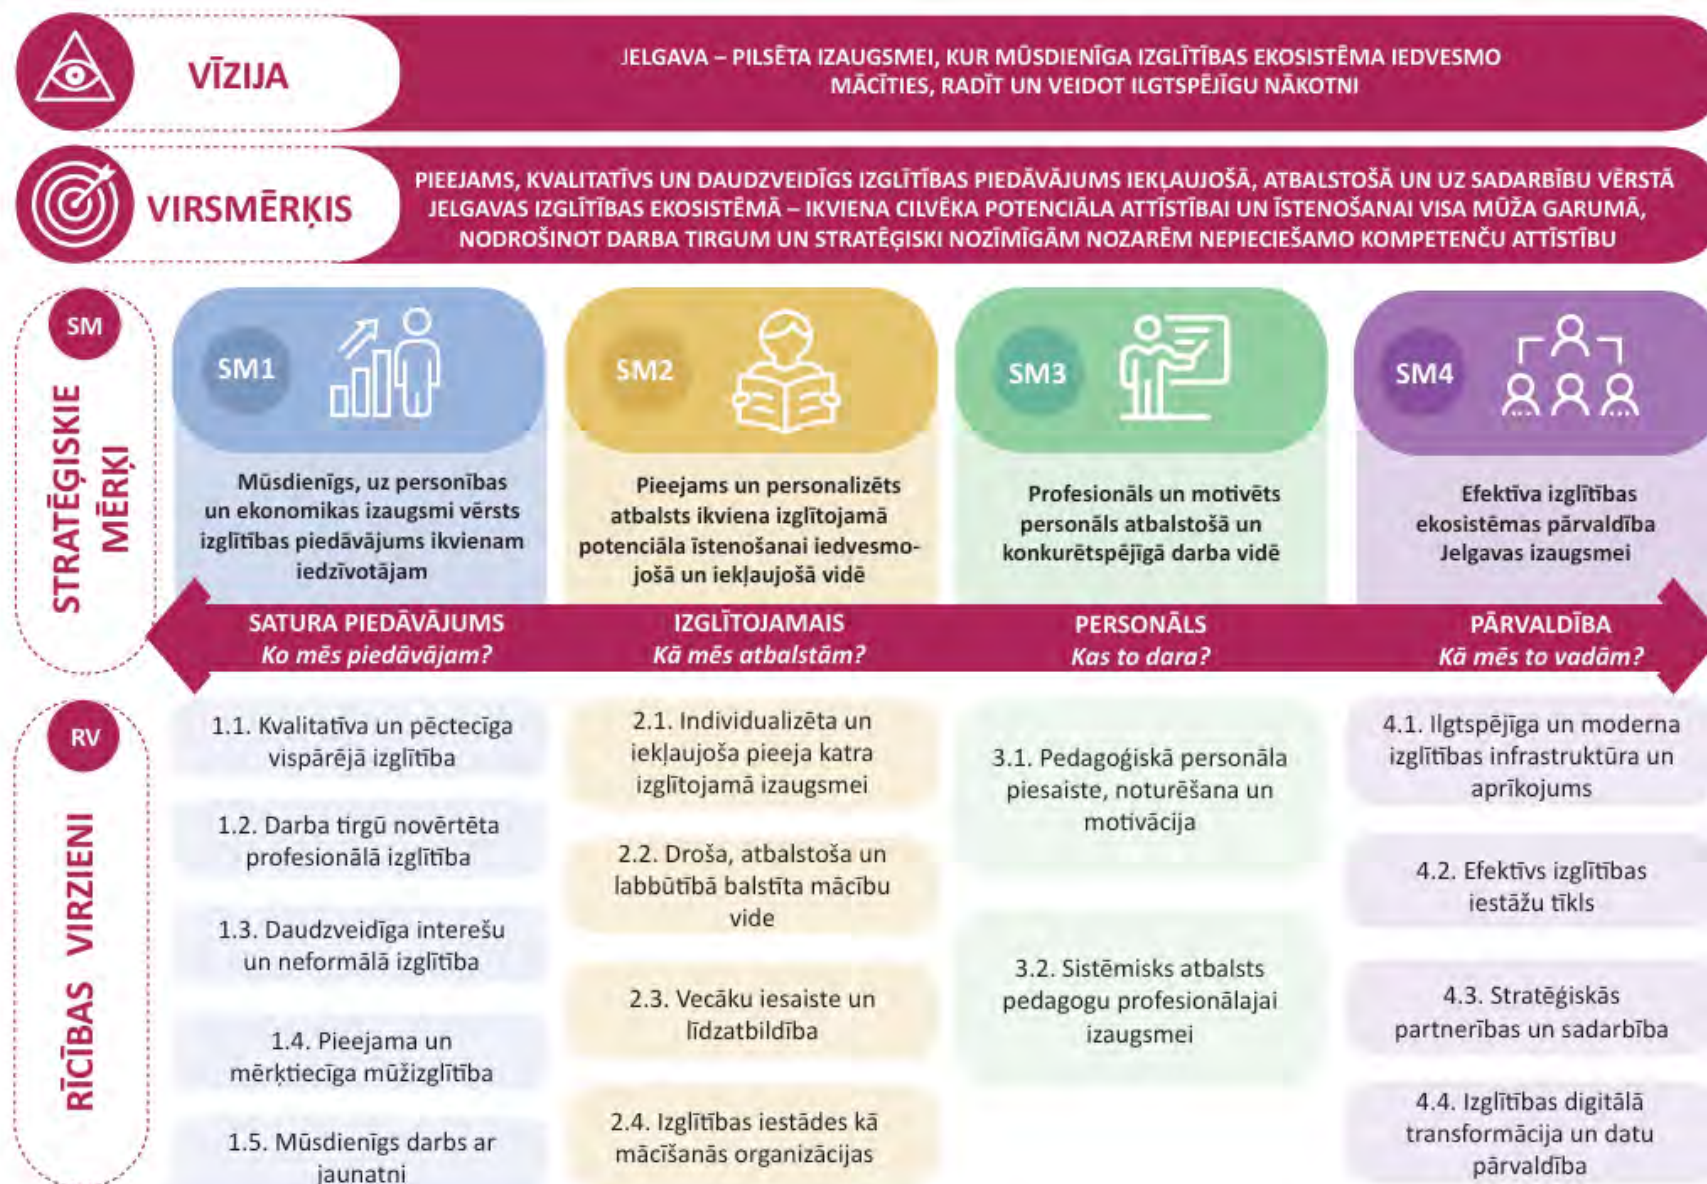 VĪZIJA
JELGAVA – PILSĒTA IZAUGSMEI, KUR MŪSDIENĪGA IZGLĪTĪBAS EKOSISTĒMA IEDVESMO
MĀCĪTIES, RADĪT UN VEIDOT ILGTSPĒJĪGU NĀKOTNI
VIRSMĒRĶIS
PIEEJAMS, KVALITATĪVS UN DAUDZVEIDĪGS IZGLĪTĪBAS PIEDĀVĀJUMS IEKĻAUJOŠĀ, ATBALSTOŠĀ UN UZ SADARBĪBU VĒRSTĀ
JELGAVAS IZGLĪTĪBAS EKOSISTĒMĀ – IKVIENA CILVĒKA POTENCIĀLA ATTĪSTĪBAI UN ĪSTENOŠANAI VISA MŪŽA GARUMĀ,
NODROŠINOT DARBA TIRGUM UN STRATĒĢISKI NOZĪMĪGĀM NOZARĒM NEPIECIEŠAMO KOMPETENČU ATTĪSTĪBU
SM
STRATĒĢISKIE
MĒRĶI
SM1
Mūsdienīgs, uz personības
un ekonomikas izaugsmi vērsts
izglītības piedāvājums ikvienam
iedzīvotājam
SM2
Pieejams un personalizēts
atbalsts ikviena izglītojamā
potenciāla īstenošanai iedvesmo-
jošā un iekļaujošā vidē
SM3
Profesionāls un motivēts
personāls atbalstošā un
konkurētspējīgā darba vidē
SM4
Efektīva izglītības
ekosistēmas pārvaldība
Jelgavas izaugsmei
SATURA PIEDĀVĀJUMS
Ko mēs piedāvājam?
IZGLĪTOJAMAIS
Kā mēs atbalstām?
PERSONĀLS
Kas to dara?
PĀRVALDĪBA
Kā mēs to vadām?
RV
RĪCĪBAS VIRZIENI
1.1. Kvalitatīva un pēctecīga
vispārējā izglītība
1.2. Darba tirgū novērtēta
profesionālā izglītība
1.3. Daudzveidīga interešu
un neformālā izglītība
1.4. Pieejama un
mērķtiecīga mūžizglītība
1.5. Mūsdienīgs darbs ar
jaunatni
2.1. Individualizēta un
iekļaujoša pieeja katra
izglītojamā izaugsmei
2.2. Droša, atbalstoša un
labbūtībā balstīta mācību
vide
2.3. Vecāku iesaiste un
līdzatbildība
2.4. Izglītības iestādes kā
mācīšanās organizācijas
3.1. Pedagoģiskā personāla
piesaiste, noturēšana un
motivācija
3.2. Sistēmisks atbalsts
pedagogu profesionālajai
izaugsmei
4.1. Ilgtspējīga un moderna
izglītības infrastruktūra un
aprīkojums
4.2. Efektīvs izglītības
iestāžu tīkls
4.3. Stratēģiskās
partnerības un sadarbība
4.4. Izglītības digitālā
transformācija un datu
pārvaldība